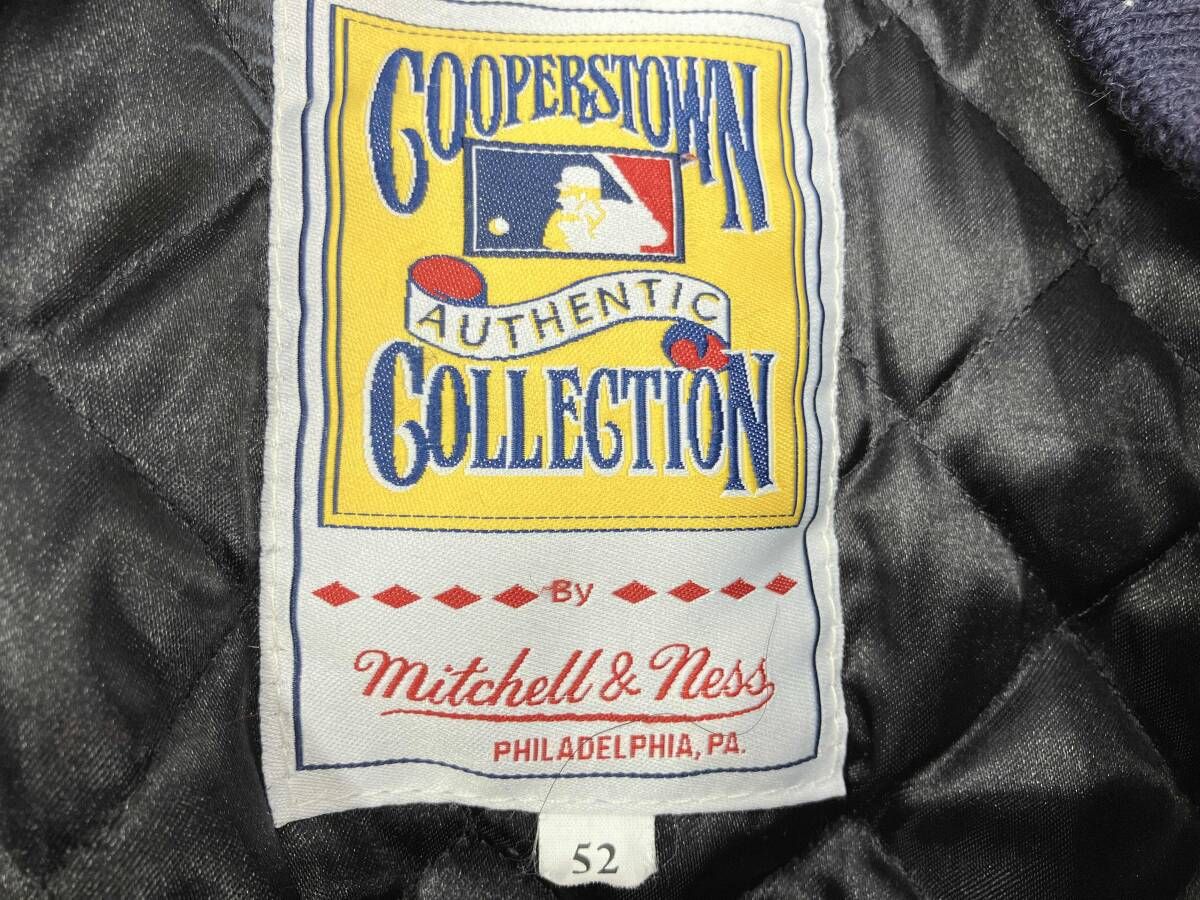 COOPERSTOWN
AUTHENTIC
COLLECTION
By
Mitchell & Ness
PHILADELPHIA, PA.
52